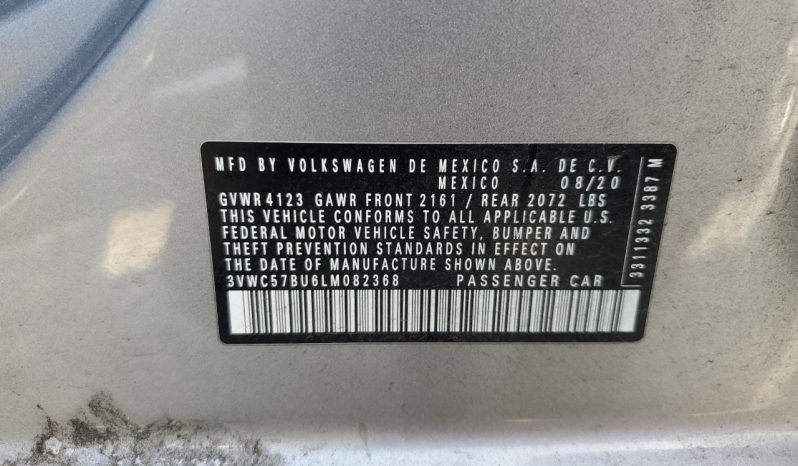 MFD BY VOLKSWAGEN DE MEXICO S.A. DE C.V.
MEXICO 08/20
GVWR 4123 GAWR FRONT 2161 / REAR 2072 LBS
THIS VEHICLE CONFORMS TO ALL APPLICABLE U.S.
FEDERAL MOTOR VEHICLE SAFETY, BUMPER AND
THEFT PREVENTION STANDARDS IN EFFECT ON
THE DATE OF MANUFACTURE SHOWN ABOVE.
3VWC57BU6LM082368 PASSENGER CAR
3311332 3387 M